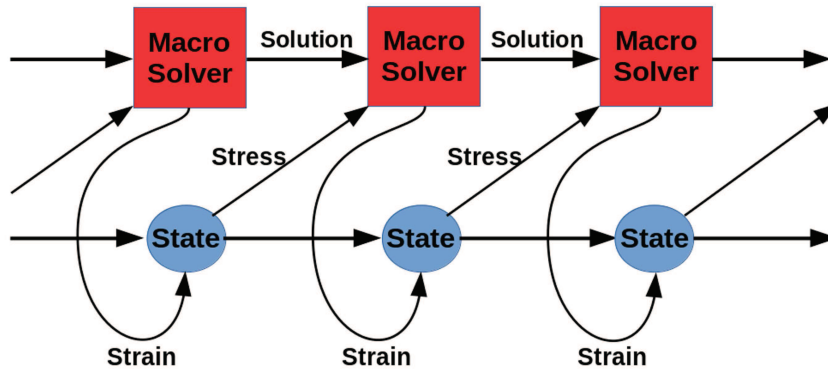 Macro
Solver
Solution
Macro
Solver
Solution
Macro
Solver
Stress
Stress
State
State
State
Strain
Strain
Strain